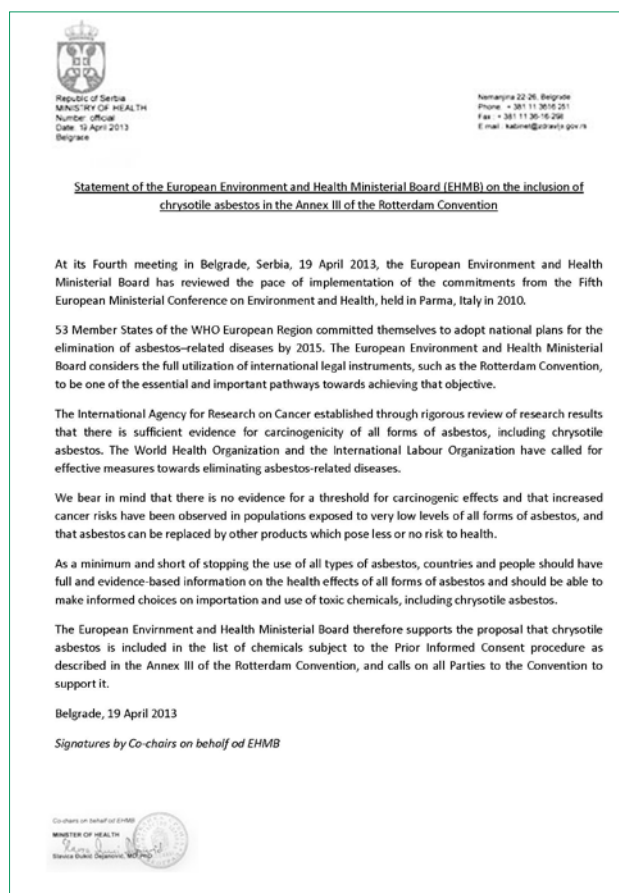 Republic of Serbia
MINISTRY OF HEALTH
Number: official
Date: 19 April 2013
Belgrade
Nemanjina 22-26, Belgrade
Phone: + 381 11 3616 251
Fax: + 381 11 36-16-298
E mail: kabinet@zdravlje.gov.rs
Statement of the European Environment and Health Ministerial Board (EHMB) on the inclusion of
chrysotile asbestos in the Annex III of the Rotterdam Convention
At its Fourth meeting in Belgrade, Serbia, 19 April 2013, the European Environment and Health
Ministerial Board has reviewed the pace of implementation of the commitments from the Fifth
European Ministerial Conference on Environment and Health, held in Parma, Italy in 2010.
53 Member States of the WHO European Region committed themselves to adopt national plans for the
elimination of asbestos–related diseases by 2015. The European Environment and Health Ministerial
Board considers the full utilization of international legal instruments, such as the Rotterdam Convention,
to be one of the essential and important pathways towards achieving that objective.
The International Agency for Research on Cancer established through rigorous review of research results
that there is sufficient evidence for carcinogenicity of all forms of asbestos, including chrysotile
asbestos. The World Health Organization and the International Labour Organization have called for
effective measures towards eliminating asbestos-related diseases.
We bear in mind that there is no evidence for a threshold for carcinogenic effects and that increased
cancer risks have been observed in populations exposed to very low levels of all forms of asbestos, and
that asbestos can be replaced by other products which pose less or no risk to health.
As a minimum and short of stopping the use of all types of asbestos, countries and people should have
full and evidence-based information on the health effects of all forms of asbestos and should be able to
make informed choices on importation and use of toxic chemicals, including chrysotile asbestos.
The European Envirnment and Health Ministerial Board therefore supports the proposal that chrysotile
asbestos is included in the list of chemicals subject to the Prior Informed Consent procedure as
described in the Annex III of the Rotterdam Convention, and calls on all Parties to the Convention to
support it.
Belgrade, 19 April 2013
Signatures by Co-chairs on behalf od EHMB
Co-chairs on behalf od EHMB
MINISTER OF HEALTH
Slavica Đukić Dejanović, MD, PhD